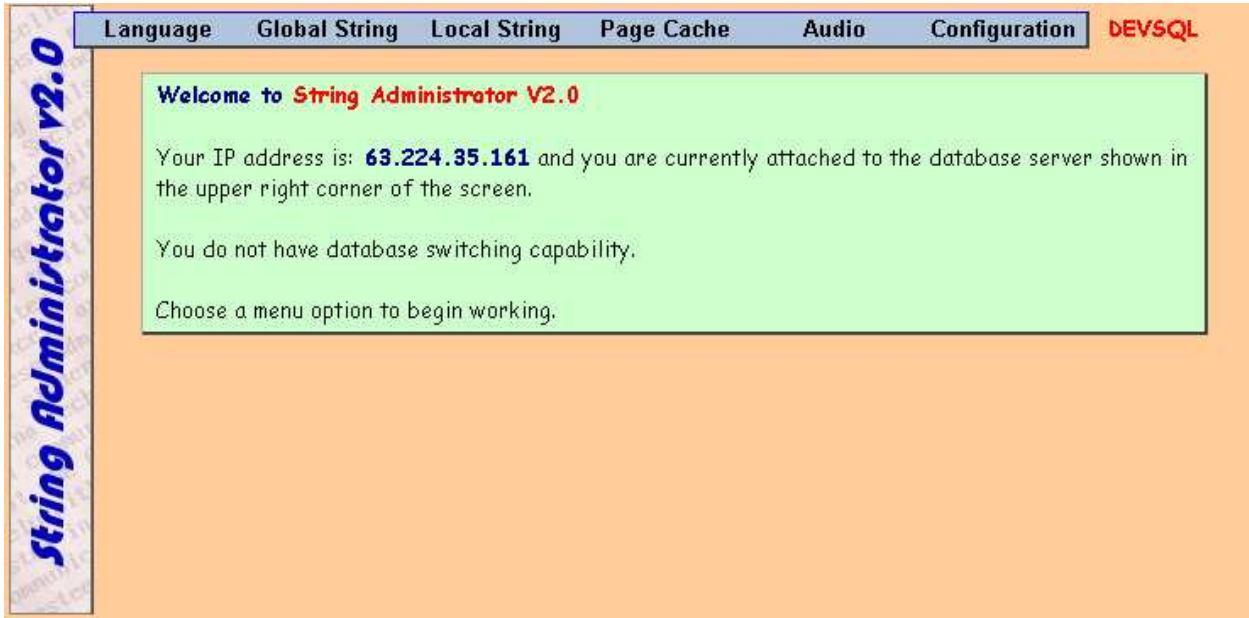 Language Global String Local String Page Cache Audio Configuration DEVSQL
String Administrator v2.0
Welcome to String Administrator V2.0
Your IP address is: 63.224.35.161 and you are currently attached to the database server shown in
the upper right corner of the screen.
You do not have database switching capability.
Choose a menu option to begin working.